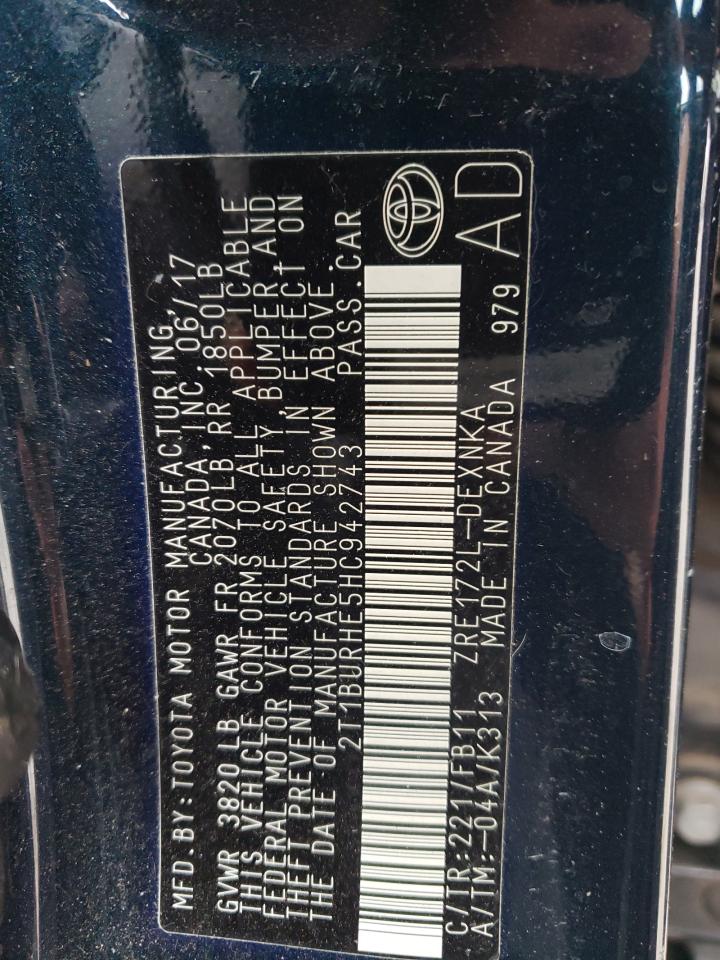 MFD.BY:TOYOTA MOTOR MANUFACTURING,
CANADA, INC. 06/17
GVWR 3820 LB GAWR FR 2070LB, RR 1850LB
THIS VEHICLE CONFORMS TO ALL APPLICABLE
FEDERAL MOTOR VEHICLE SAFETY, BUMPER, AND
THEFT PREVENTION STANDARDS IN EFFECT ON
THE DATE OF MANUFACTURE SHOWN ABOVE.
2T1BURHE5HC942743 PASS.CAR
C/TR:221/FB11 ZRE172L-DEXNKA
A/TM:-04A/K313 MADE IN CANADA 979 AD